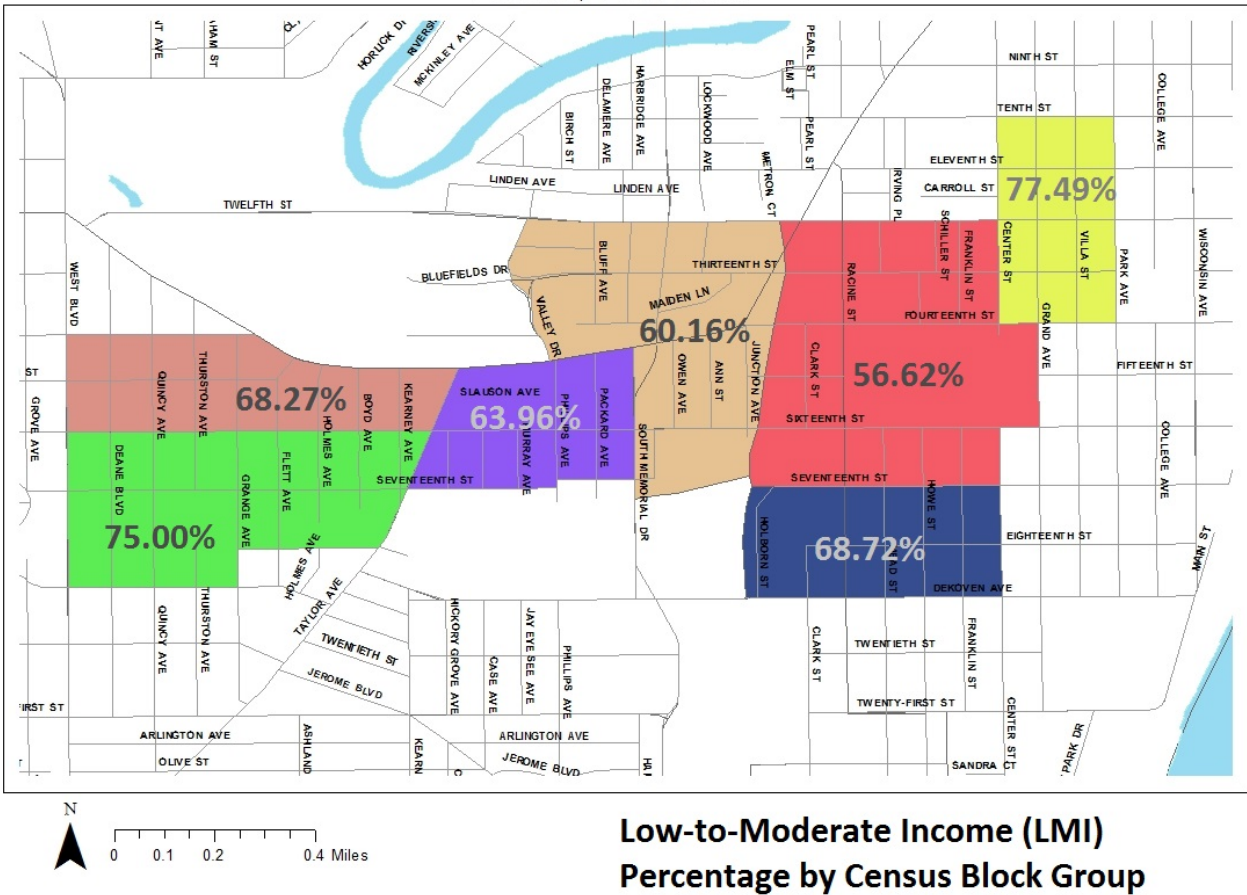 NINTH ST
TENTH ST
ELEVENTH ST
CARROLL ST
77.49%
COLLEGE AVE
PEARL ST
ELM ST
PEARL ST
HORLICK DR
MCKINLEY AVE
DELAMERE AVE
HARBRIDGE AVE
LOCKWOOD AVE
BIRCH ST
METRON CT
IRVING PL
LINDEN AVE
LINDEN AVE
TWELFTH ST
SCHILLER ST
FRANKLIN ST
CENTER ST
VILLA ST
PARK AVE
WISCONSIN AVE
WEST BLVD
BLUEFIELDS DR
BLUFF AVE
THIRTEENTH ST
RACINE ST
MAIDEN LN
VALLEY DR
60.16%
FOURTEENTH ST
GRAND AVE
ST
QUINCY AVE
THURSTON AVE
68.27%
HOLMES AVE
BOYD AVE
KEARNEY AVE
SLAUSON AVE
63.96%
MURRAY AVE
PHILLIPS AVE
PACKARD AVE
OWEN AVE
ANN ST
JUNCTION AVE
CLARK ST
56.62%
FIFTEENTH ST
GROVE AVE
SIXTEENTH ST
COLLEGE AVE
DEANE BLVD
GRANGE AVE
FLETT AVE
SEVENTEENTH ST
SOUTH MEMORIAL DR
SEVENTEENTH ST
HOWE ST
75.00%
HOLBORN ST
68.72%
EIGHTEENTH ST
MAIN ST
DEKOVEN AVE
HOLMES AVE
TAYLOR AVE
QUINCY AVE
THURSTON AVE
TWENTIETH ST
JEROME BLVD
HICKORY GROVE AVE
CASE AVE
JAY EYE SEE AVE
PHILLIPS AVE
CLARK ST
TWENTIETH ST
FRANKLIN ST
TWENTY-FIRST ST
CENTER ST
PARK DR
SANDRA CT
FIRST ST
ARLINGTON AVE
OLIVE ST
ASHLAND
KEARN
ARLINGTON AVE
JEROME BLVD
N
0 0.1 0.2 0.4 Miles
Low-to-Moderate Income (LMI)
Percentage by Census Block Group